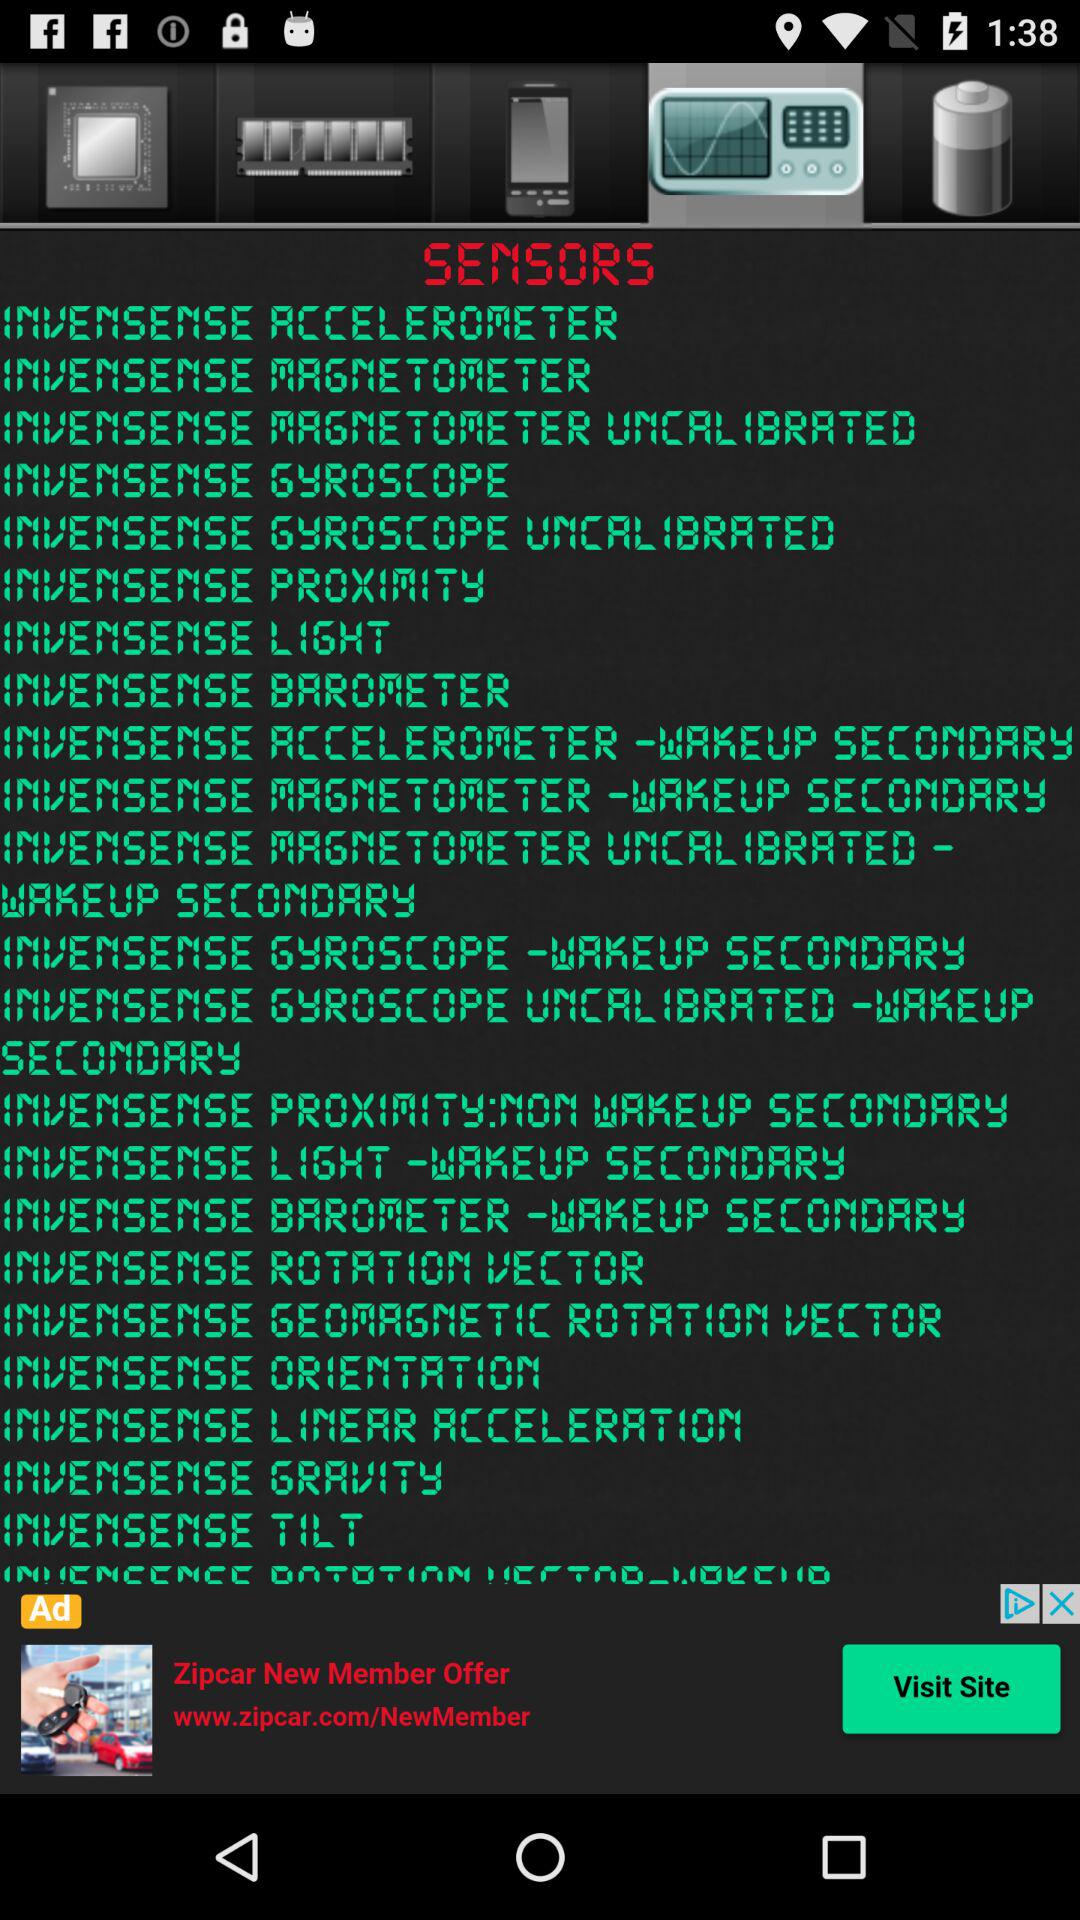 1:38
SENSORS
INVENSENSE ACCELEROMETER
INVENSENSE MAGNETOMETER
INVENSENSE MAGNETOMETER UNCALIBRATED
INVENSENSE GYROSCOPE
INVENSENSE GYROSCOPE UNCALIBRATED
INVENSENSE PROXIMITY
INVENSENSE LIGHT
INVENSENSE BAROMETER
INVENSENSE ACCELEROMETER -WAKEUP SECONDARY
INVENSENSE MAGNETOMETER -WAKEUP SECONDARY
INVENSENSE MAGNETOMETER UNCALIBRATED -
WAKEUP SECONDARY
INVENSENSE GYROSCOPE -WAKEUP SECONDARY
INVENSENSE GYROSCOPE UNCALIBRATED -WAKEUP
SECONDARY
INVENSENSE PROXIMITY:NON WAKEUP SECONDARY
INVENSENSE LIGHT -WAKEUP SECONDARY
INVENSENSE BAROMETER -WAKEUP SECONDARY
INVENSENSE ROTATION VECTOR
INVENSENSE GEOMAGNETIC ROTATION VECTOR
INVENSENSE ORIENTATION
INVENSENSE LINEAR ACCELERATION
INVENSENSE GRAVITY
INVENSENSE TILT
INVENSENSE ROTATION VECTOR-WAKEUP
Ad
Zipcar New Member Offer
www.zipcar.com/NewMember
Visit Site